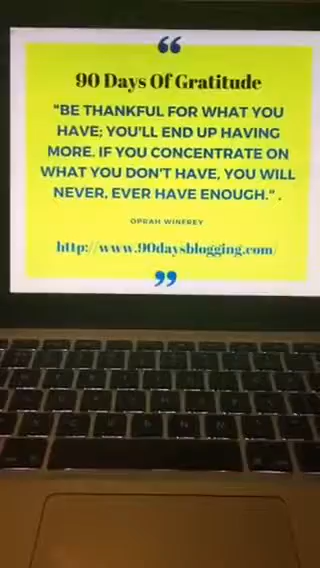 “
90 Days Of Gratitude
"BE THANKFUL FOR WHAT YOU
HAVE; YOU'LL END UP HAVING
MORE. IF YOU CONCENTRATE ON
WHAT YOU DON'T HAVE, YOU WILL
NEVER, EVER HAVE ENOUGH." .
OPRAH WINFREY
http://www.90daysblogging.com/
”